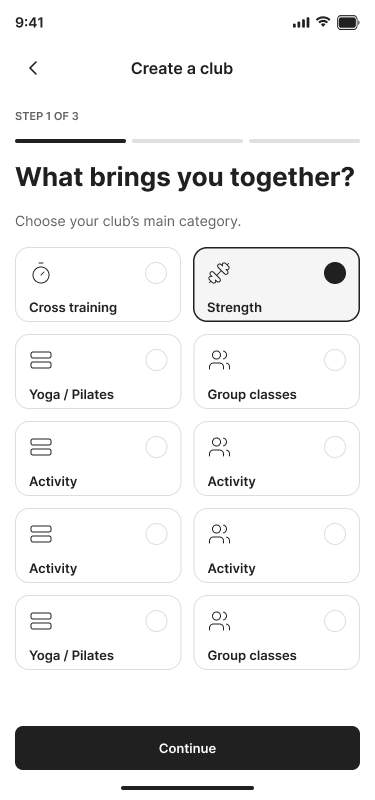 9:41
Create a club
STEP 1 OF 3
What brings you together?
Choose your club’s main category.
Cross training
Strength
Yoga / Pilates
Group classes
Activity
Activity
Activity
Activity
Yoga / Pilates
Group classes
Continue